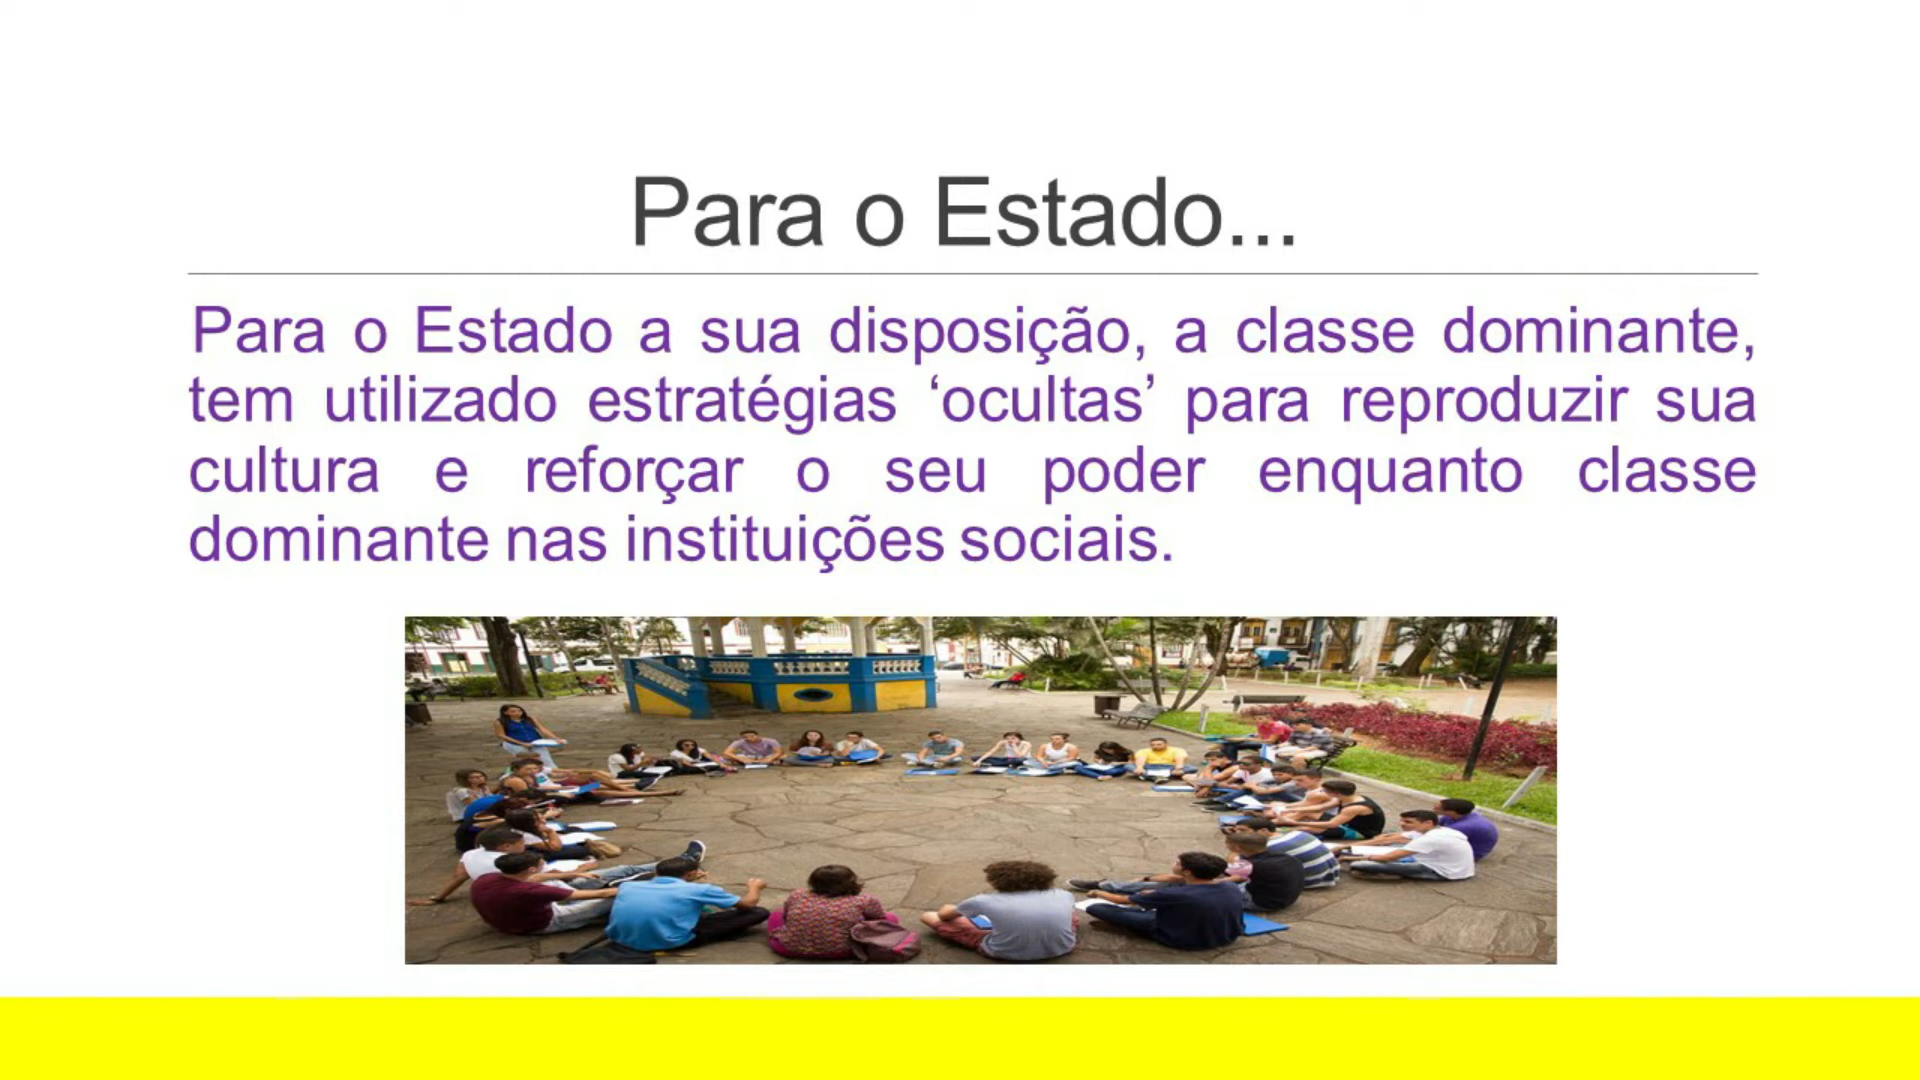 Para o Estado...
Para o Estado a sua disposição, a classe dominante,
tem utilizado estratégias ‘ocultas’ para reproduzir sua
cultura e reforçar o seu poder enquanto classe
dominante nas instituições sociais.